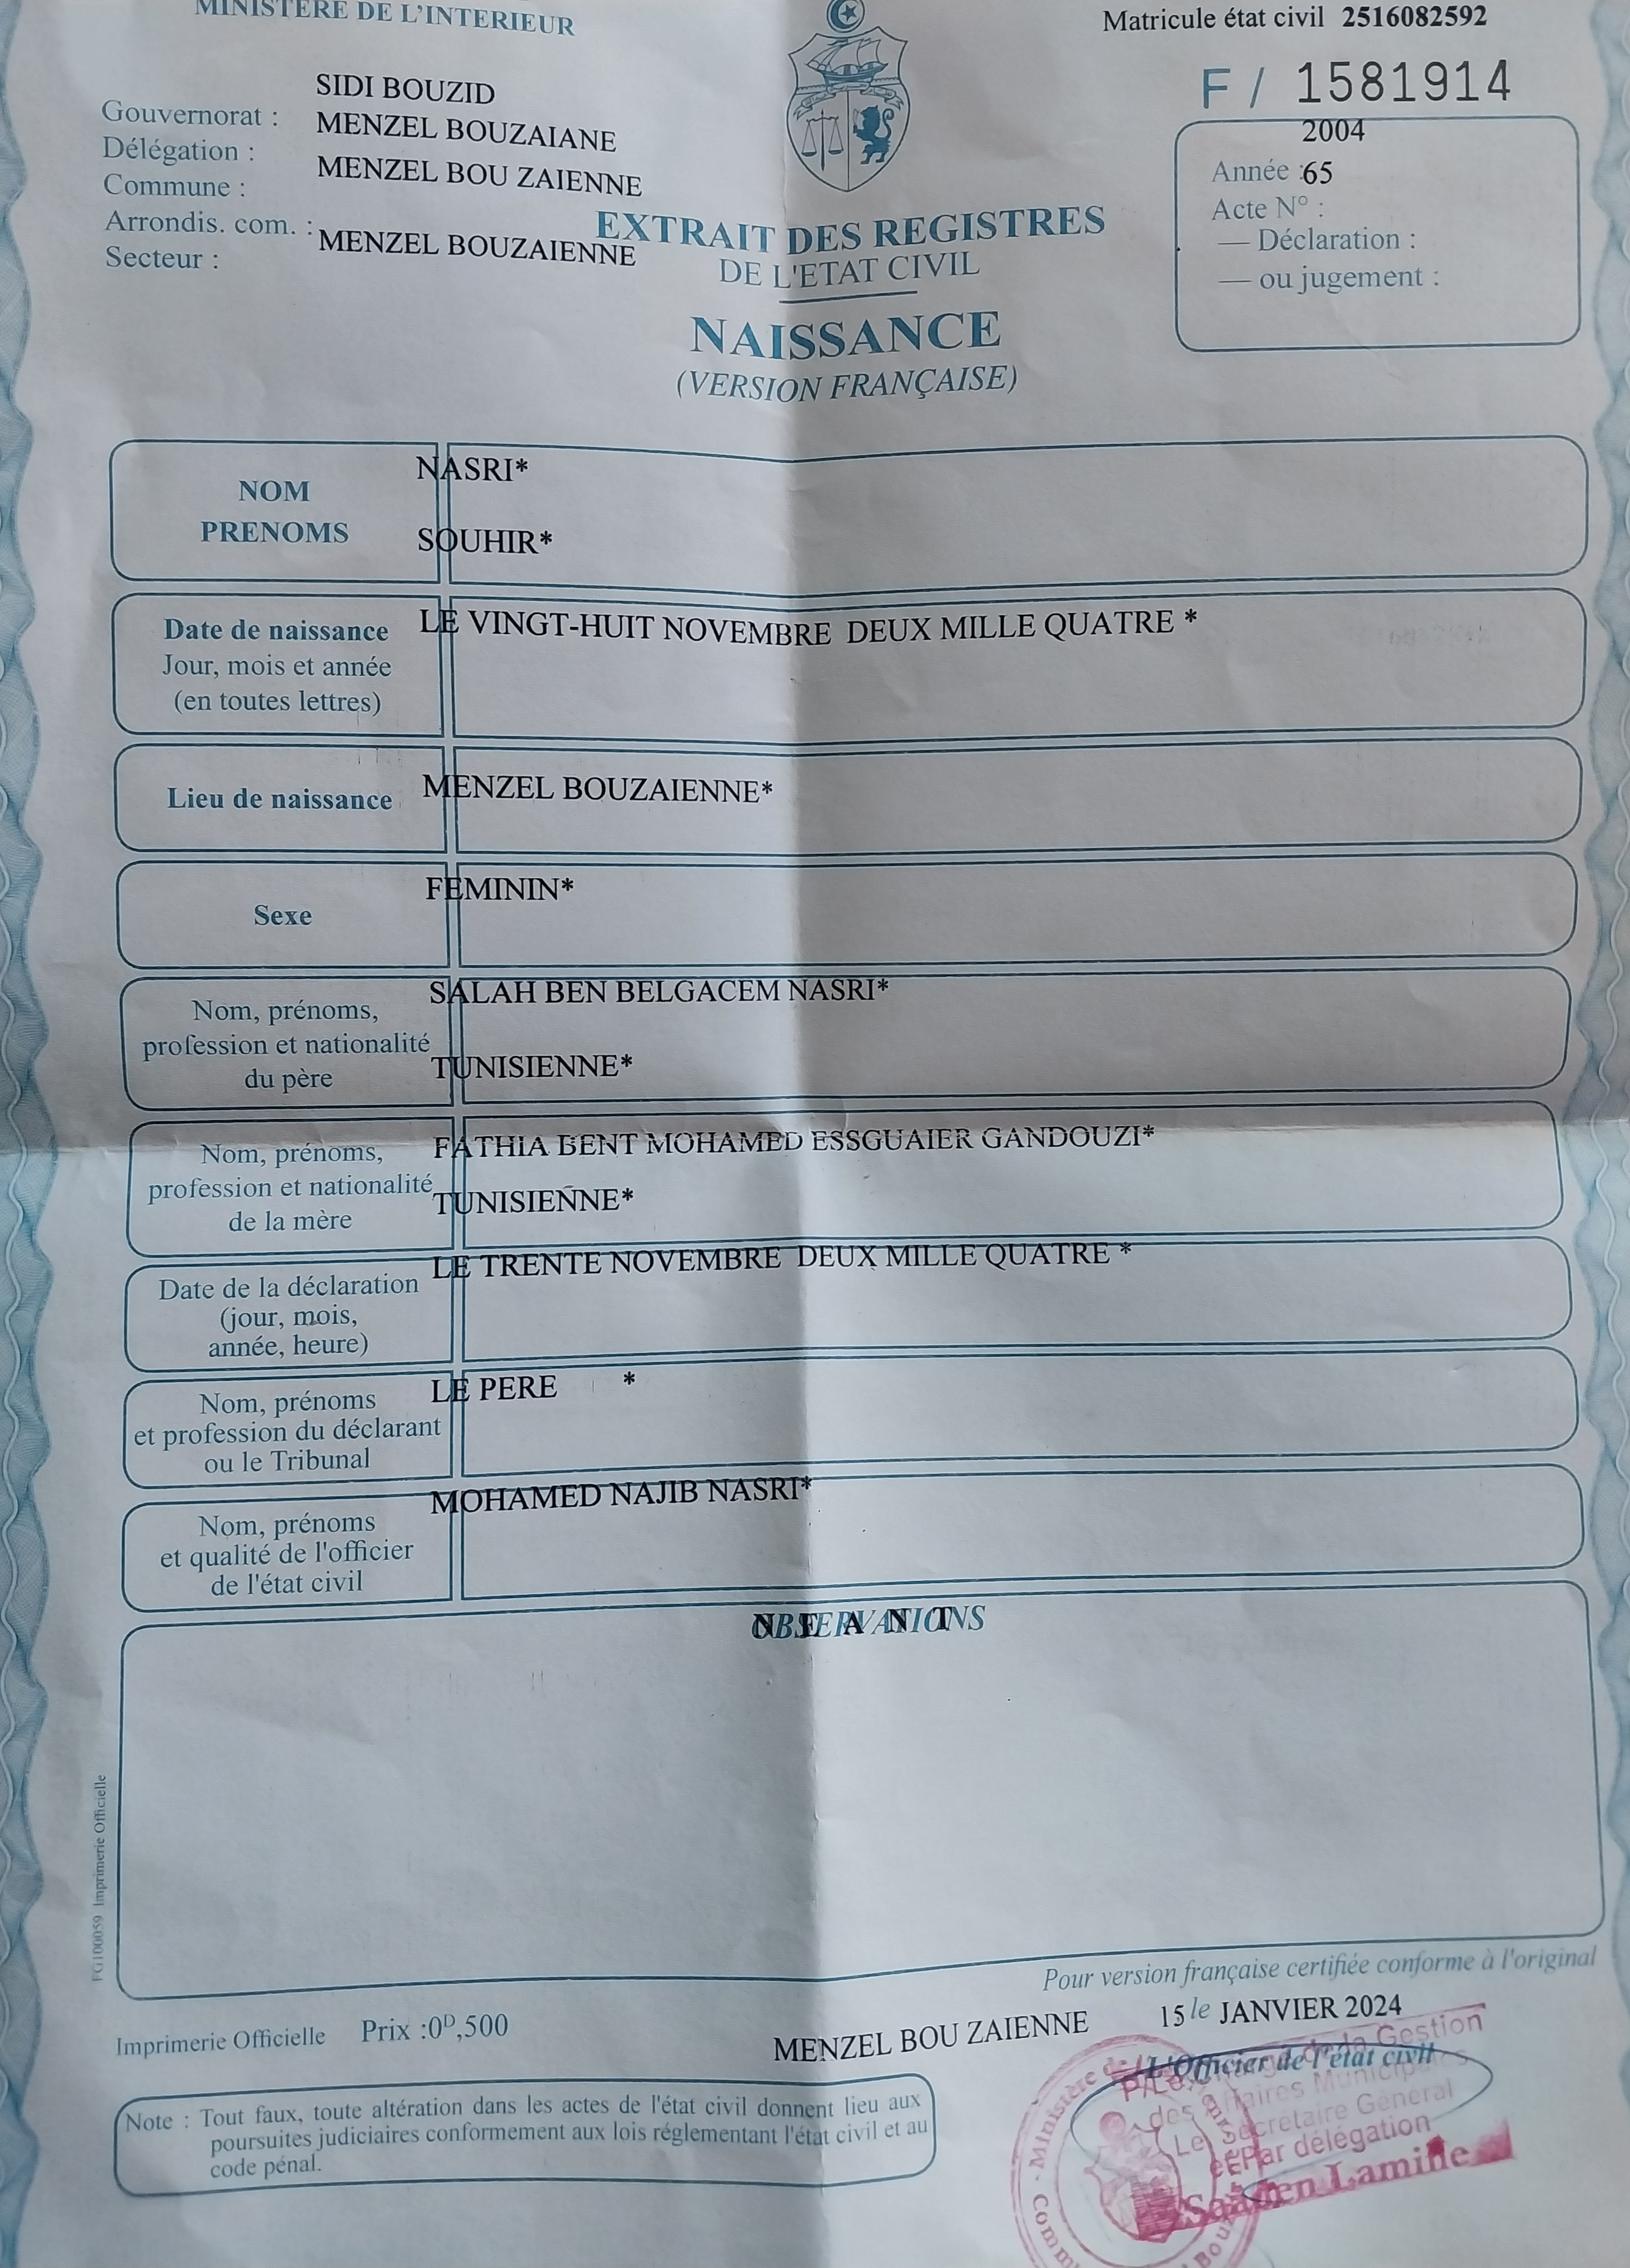 MINISTERE DE L'INTERIEUR
Matricule état civil 2516082592
F / 1581914
Gouvernorat : SIDI BOUZID
Délégation : MENZEL BOUZAIANE
Commune : MENZEL BOU ZAIENNE
Arrondis. com. :
Secteur : MENZEL BOUZAIENNE
2004
Année :65
Acte N° :
— Déclaration :
— ou jugement :
EXTRAIT DES REGISTRES
DE L'ETAT CIVIL
NAISSANCE
(VERSION FRANÇAISE)
NOM
PRENOMS
NASRI*
SOUHIR*
Date de naissance
Jour, mois et année
(en toutes lettres)
LE VINGT-HUIT NOVEMBRE DEUX MILLE QUATRE *
Lieu de naissance
MENZEL BOUZAIENNE*
Sexe
FEMININ*
Nom, prénoms,
profession et nationalité
du père
SALAH BEN BELGACEM NASRI*
TUNISIENNE*
Nom, prénoms,
profession et nationalité
de la mère
FATHIA BENT MOHAMED ESSGUAIER GANDOUZI*
TUNISIENNE*
Date de la déclaration
(jour, mois,
année, heure)
LE TRENTE NOVEMBRE DEUX MILLE QUATRE *
Nom, prénoms
et profession du déclarant
ou le Tribunal
LE PERE *
Nom, prénoms
et qualité de l'officier
de l'état civil
MOHAMED NAJIB NASRI*
OBSERVATIONS
N E A N T
FG100059 Imprimerie Officielle
Pour version française certifiée conforme à l'original
Imprimerie Officielle Prix :0ᴰ,500
MENZEL BOU ZAIENNE 15 le JANVIER 2024
L'Officier de l'état civil
de la Gestion
des Affaires
Le Secrétaire Général
Par délégation
Lamine
Note : Tout faux, toute altération dans les actes de l'état civil donnent lieu aux
poursuites judiciaires conformement aux lois réglementant l'état civil et au
code pénal.